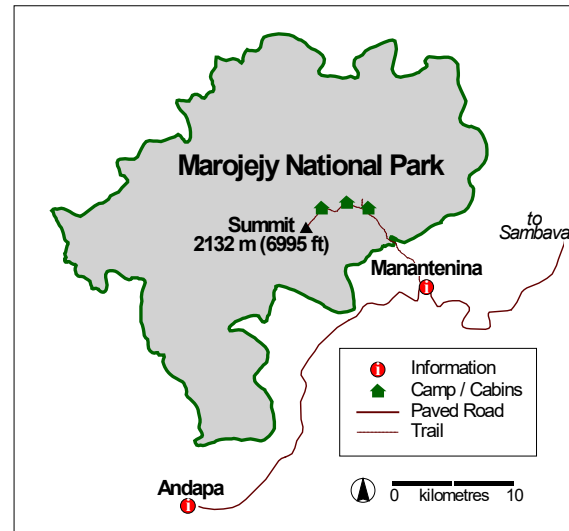 Marojejy National Park
Summit
2132 m (6995 ft)
to
Sambava
Manantenina
i
i Information
Camp / Cabins
Paved Road
Trail
Andapa
i
0 kilometres 10